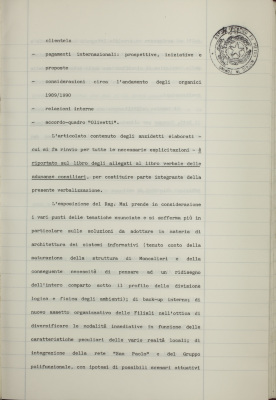 clientela
- pagamenti internazionali: prospettive, iniziative e
proposte
- considerazioni circa l'andamento degli organici
1989/1990
- relazioni interne
- accordo-quadro "Olivetti".
L'articolato contenuto degli anzidetti elaborati -
cui si fa rinvio per tutte le necessarie esplicitazioni - è
riportato sul libro degli allegati al libro verbale delle
adunanze consiliari, per costituire parte integrante della
presente verbalizzazione.
L'esposizione del Rag. Mai prende in considerazione
i vari punti delle tematiche enunciate e si sofferma più in
particolare sulle soluzioni da adottare in materia di
architettura dei sistemi informativi (tenuto conto della
maturazione della struttura di Moncalieri e della
conseguente necessità di pensare ad un ridisegno
dell'intero comparto sotto il profilo della divisione
logica e fisica degli ambienti); di back-up interno; di
nuovo assetto organizzativo delle Filiali nell'ottica di
diversificare le modalità insediative in funzione delle
caratteristiche peculiari delle varie realtà locali; di
integrazione della rete "San Paolo" e del Gruppo
polifunzionale, con ipotesi di possibili scenari attuativi